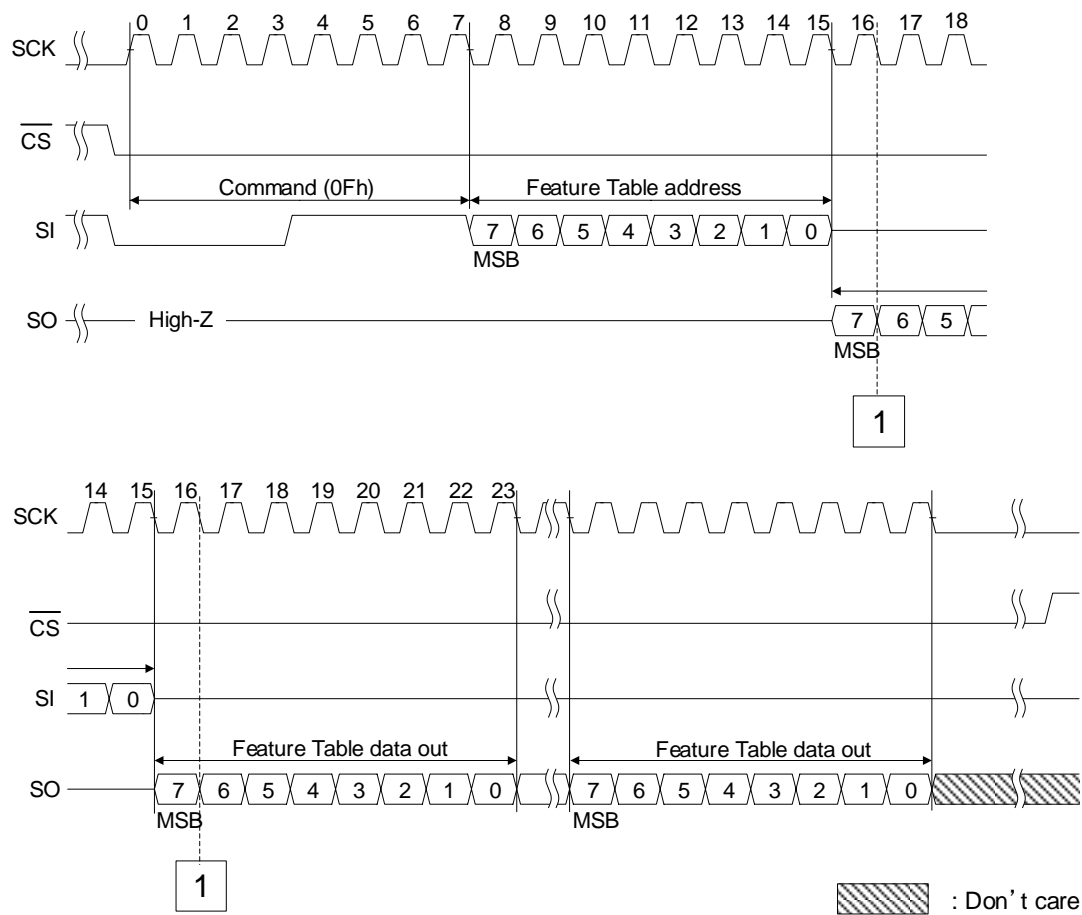 0 1 2 3 4 5 6 7 8 9 10 11 12 13 14 15 16 17 18
SCK
CS
Command (0Fh) Feature Table address
SI 7 6 5 4 3 2 1 0
MSB
SO High-Z 7 6 5
MSB
1
14 15 16 17 18 19 20 21 22 23
SCK
CS
SI 1 0
Feature Table data out Feature Table data out
SO 7 6 5 4 3 2 1 0 7 6 5 4 3 2 1 0
MSB MSB
1
: Don't care